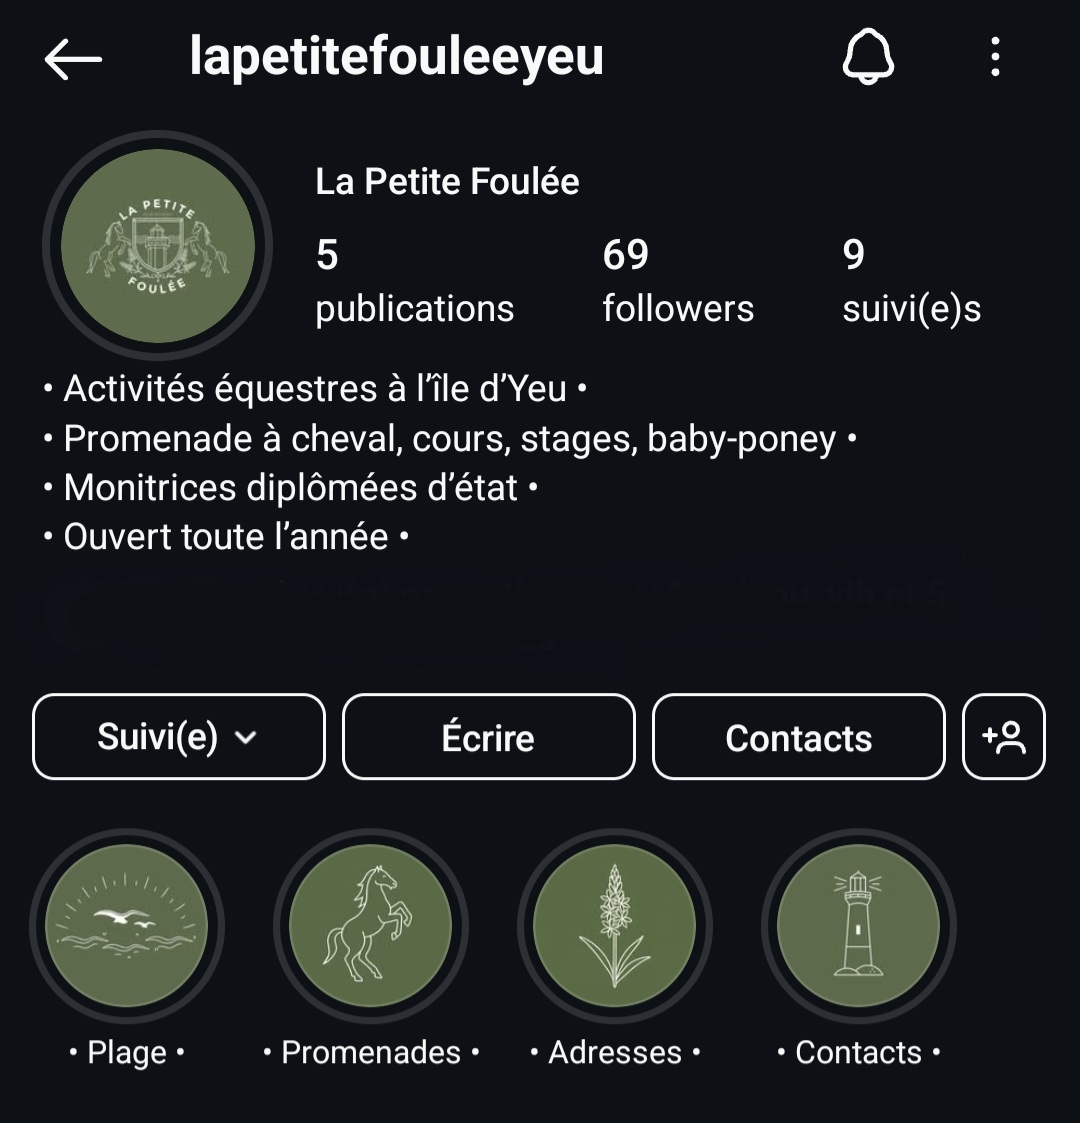 lapetitefouleeyeu
LA PETITE
FOULÉE
La Petite Foulée
5
publications
69
followers
9
suivi(e)s
• Activités équestres à l’île d’Yeu •
• Promenade à cheval, cours, stages, baby-poney •
• Monitrices diplômées d’état •
• Ouvert toute l’année •
Suivi(e)
Écrire
Contacts
• Plage •
• Promenades •
• Adresses •
• Contacts •